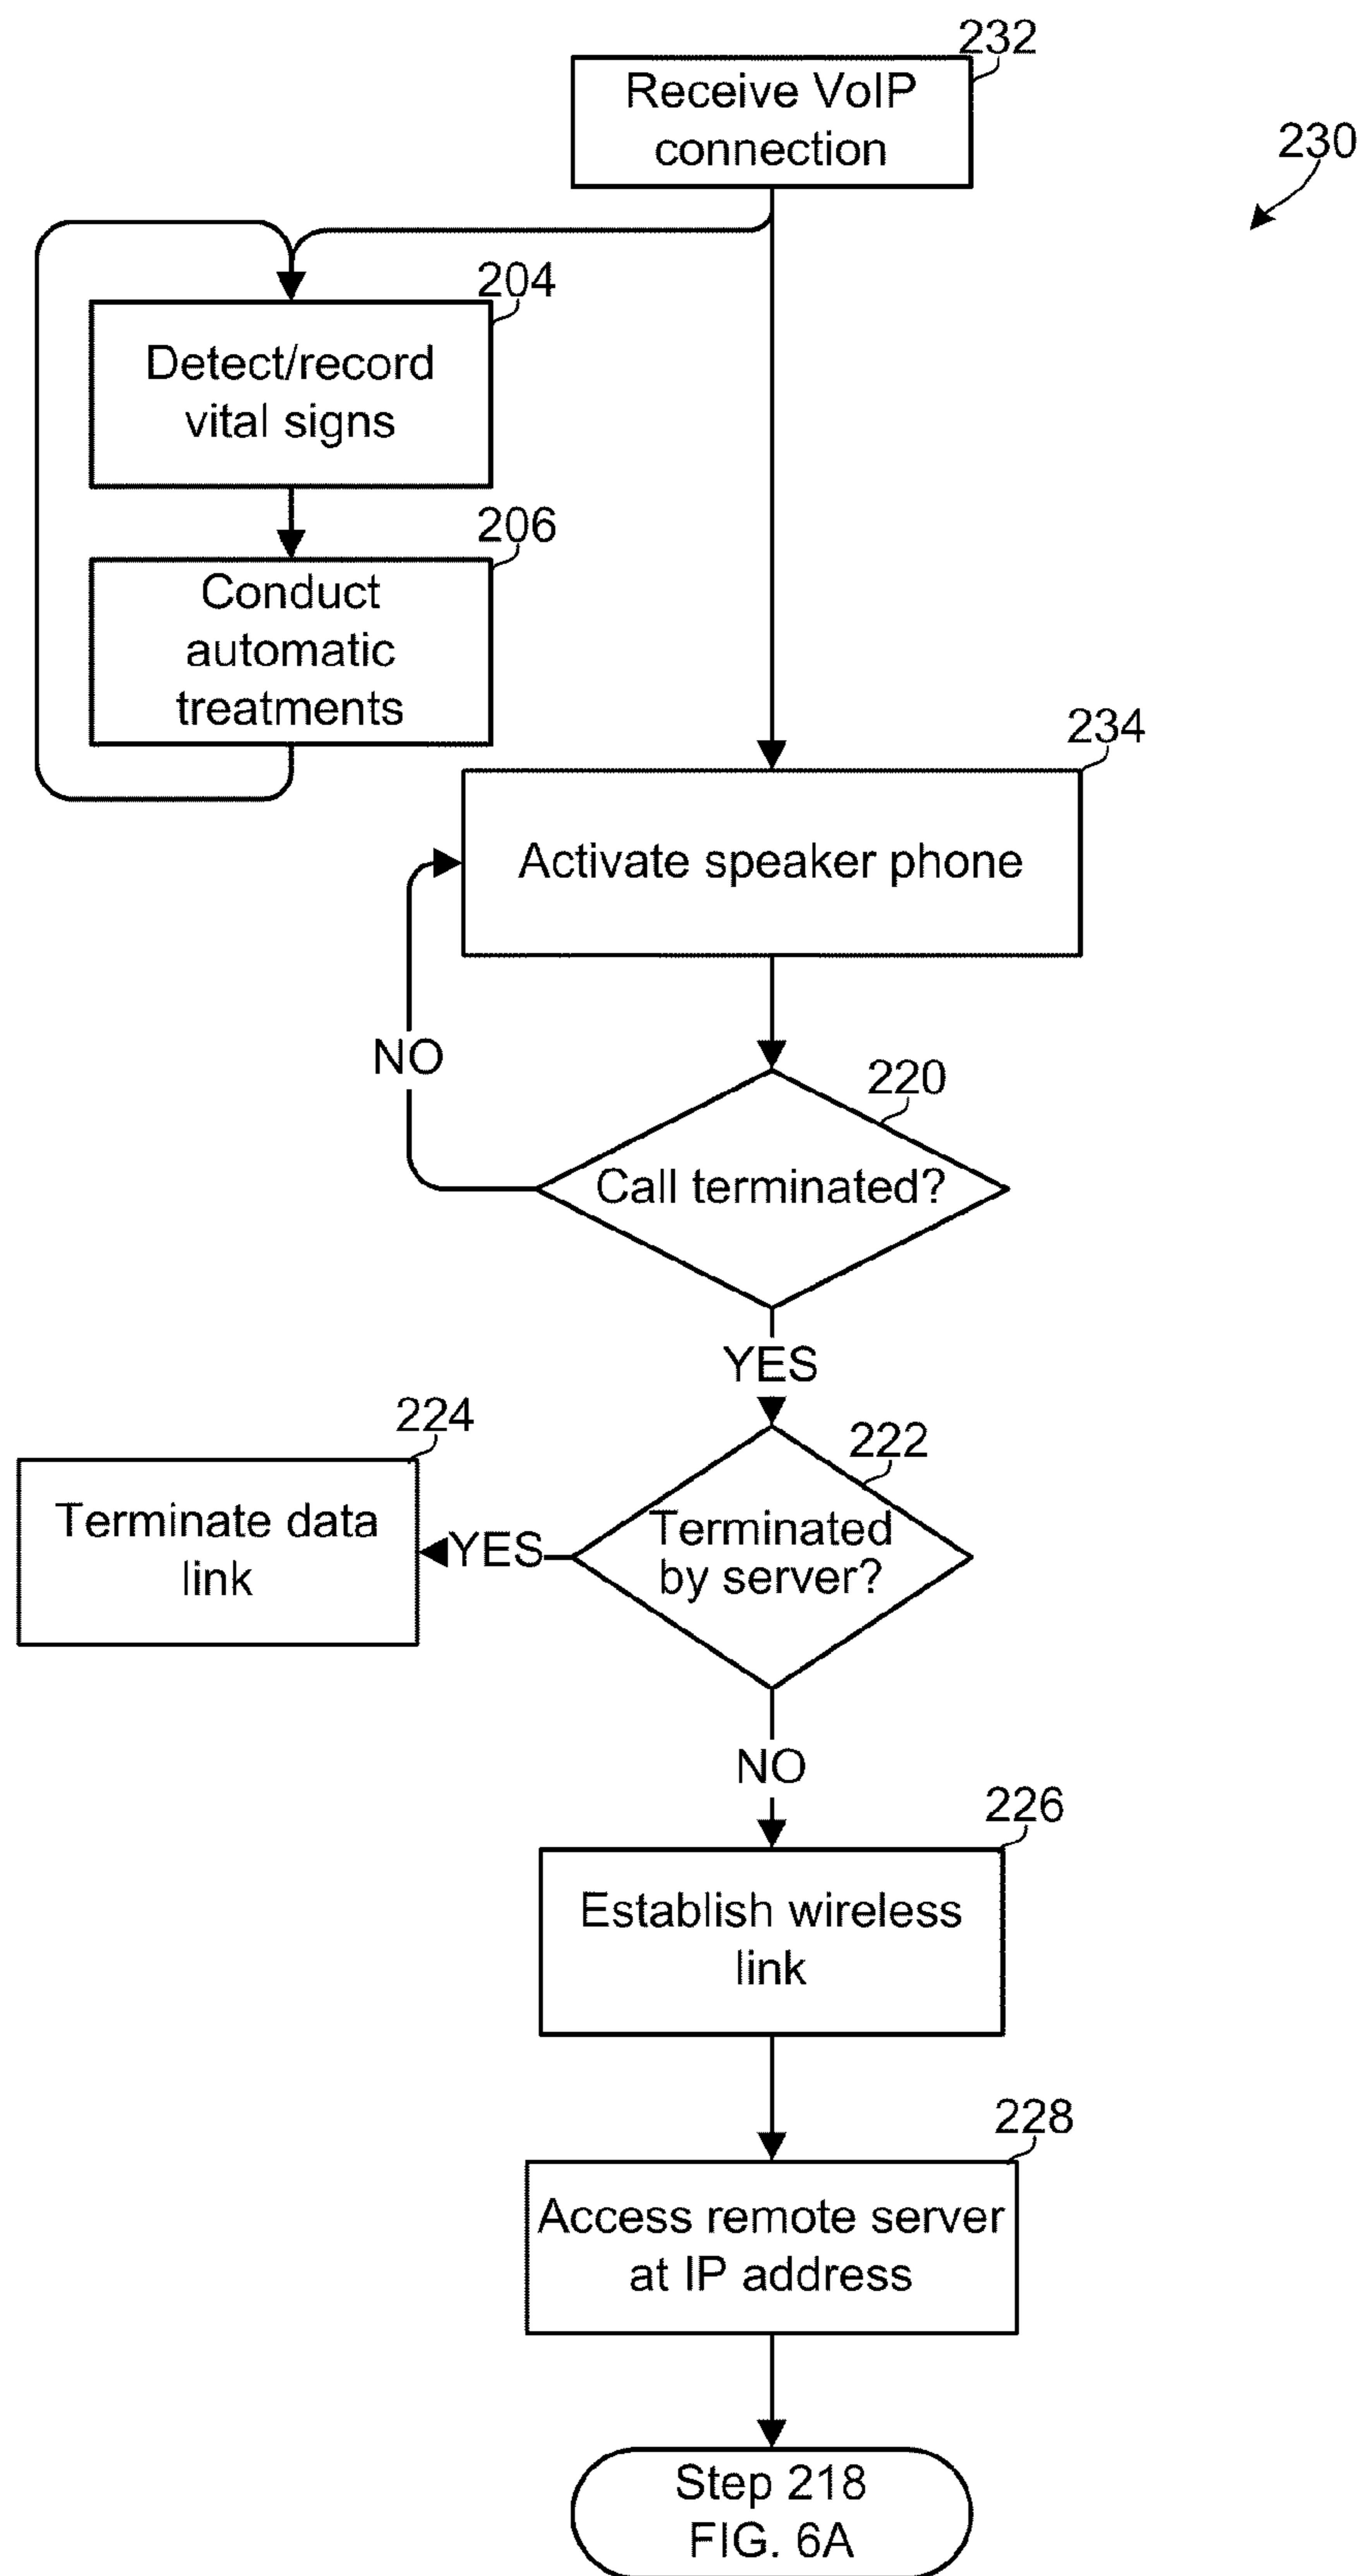 232
Receive VoIP
connection
230
204
Detect/record
vital signs
206
Conduct
automatic
treatments
234
Activate speaker phone
NO
220
Call terminated?
YES
224
222
Terminate data
link
YES
Terminated
by server?
NO
226
Establish wireless
link
228
Access remote server
at IP address
Step 218
FIG. 6A